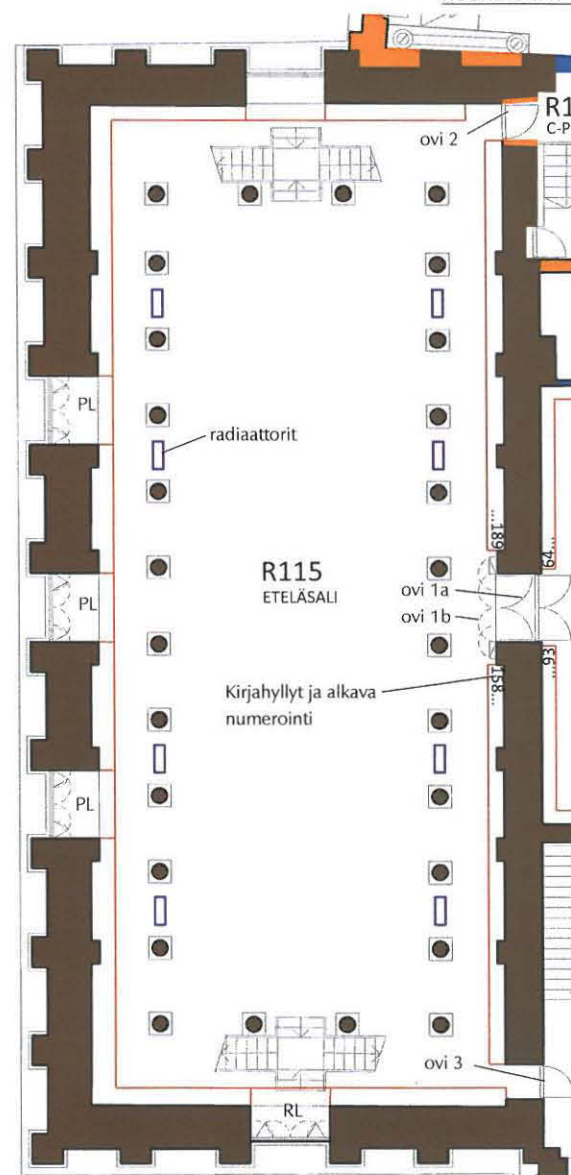 R1
C-P
ovi 2
PL
radiaattorit
...189
64...
R115
ETELÄSALI
ovi 1a
ovi 1b
PL
158...
...93
Kirjahyllyt ja alkava
numerointi
PL
ovi 3
RL